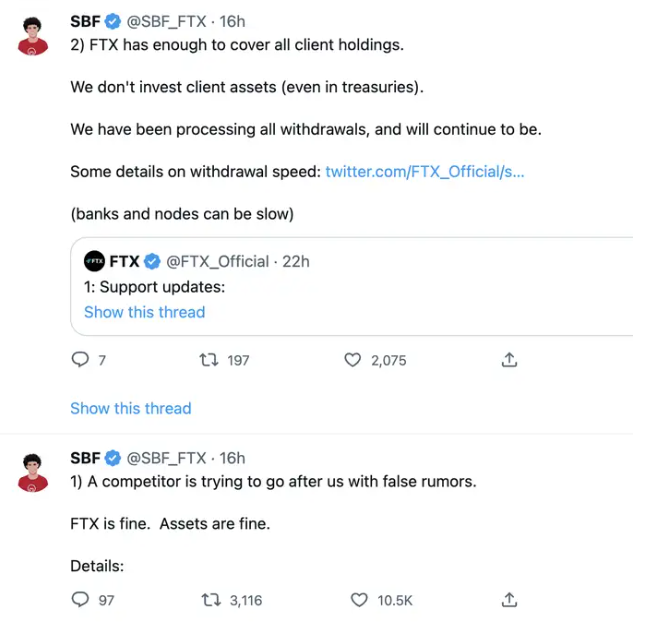 SBF @SBF_FTX · 16h
2) FTX has enough to cover all client holdings.
We don't invest client assets (even in treasuries).
We have been processing all withdrawals, and will continue to be.
Some details on withdrawal speed: twitter.com/FTX_Official/s...
(banks and nodes can be slow)
FTX FTX @FTX_Official · 22h
1: Support updates:
Show this thread
7 197 2,075
Show this thread
SBF @SBF_FTX · 16h
1) A competitor is trying to go after us with false rumors.
FTX is fine.  Assets are fine.
Details:
97 3,116 10.5K